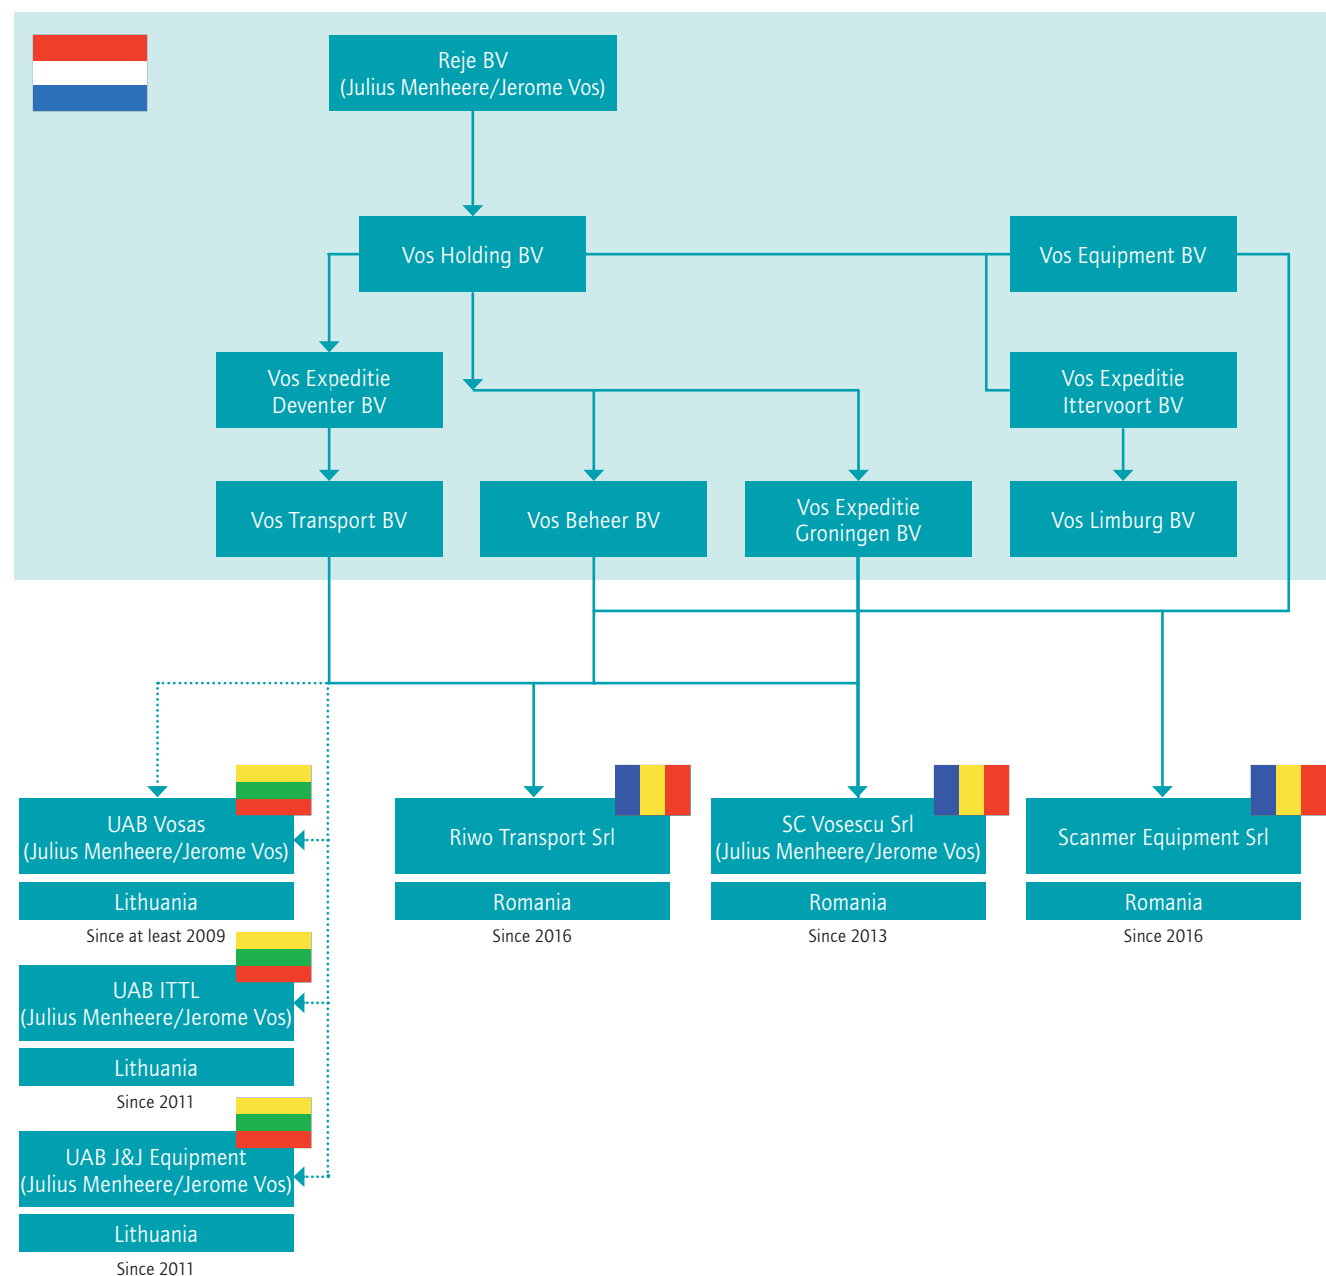 Reje BV
(Julius Menheere/Jerome Vos)
Vos Holding BV
Vos Equipment BV
Vos Expeditie
Deventer BV
Vos Expeditie
Ittervoort BV
Vos Transport BV
Vos Beheer BV
Vos Expeditie
Groningen BV
Vos Limburg BV
UAB Vosas
(Julius Menheere/Jerome Vos)
Lithuania
Since at least 2009
Riwo Transport Srl
Romania
Since 2016
SC Vosescu Srl
(Julius Menheere/Jerome Vos)
Romania
Since 2013
Scanmer Equipment Srl
Romania
Since 2016
UAB ITTL
(Julius Menheere/Jerome Vos)
Lithuania
Since 2011
UAB J&J Equipment
(Julius Menheere/Jerome Vos)
Lithuania
Since 2011